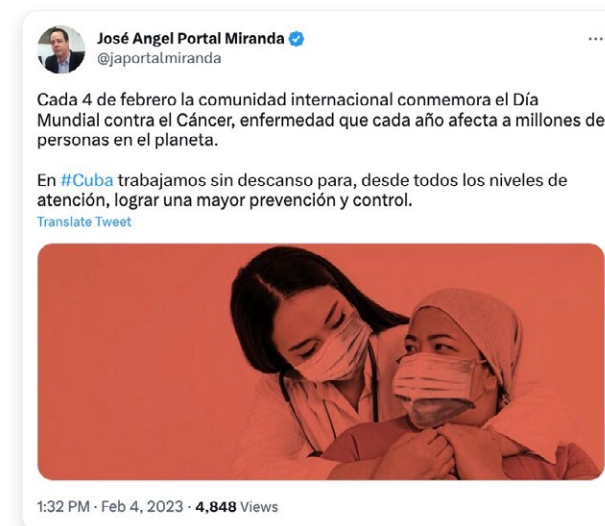 José Angel Portal Miranda
@japortalmiranda
Cada 4 de febrero la comunidad internacional conmemora el Día
Mundial contra el Cáncer, enfermedad que cada año afecta a millones de
personas en el planeta.
En #Cuba trabajamos sin descanso para, desde todos los niveles de
atención, lograr una mayor prevención y control.
Translate Tweet
1:32 PM · Feb 4, 2023 · 4,848 Views